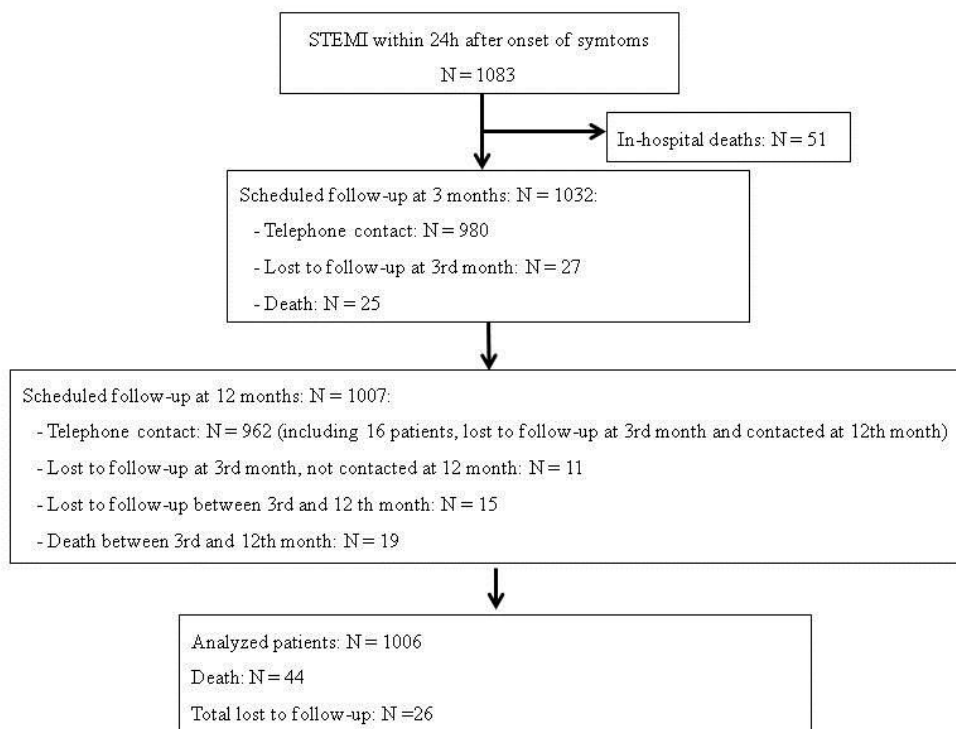 STEMI within 24h after onset of symtoms
N = 1083
In-hospital deaths: N = 51
Scheduled follow-up at 3 months: N = 1032:
- Telephone contact: N = 980
- Lost to follow-up at 3rd month: N = 27
- Death: N = 25
Scheduled follow-up at 12 months: N = 1007:
- Telephone contact: N = 962 (including 16 patients, lost to follow-up at 3rd month and contacted at 12th month)
- Lost to follow-up at 3rd month, not contacted at 12 month: N = 11
- Lost to follow-up between 3rd and 12 th month: N = 15
- Death between 3rd and 12th month: N = 19
Analyzed patients: N = 1006
Death: N = 44
Total lost to follow-up: N =26